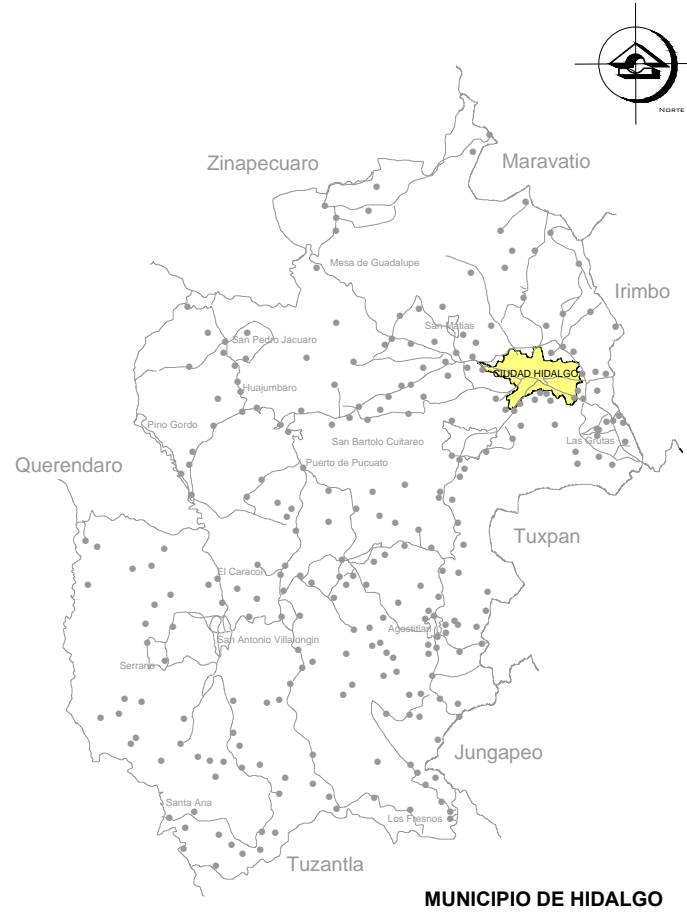 NORTE
Zinapecuaro
Maravatio
Mesa de Guadalupe
Irimbo
San Matias
San Pedro Jacuaro
CIUDAD HIDALGO
Huajumbaro
Pino Gordo
San Bartolo Cuitareo
Las Grutas
Querendaro
Puerto de Pucuato
Tuxpan
El Caracol
Agostitlan
San Antonio Villalongin
Serrano
Jungapeo
Santa Ana
Los Fresnos
Tuzantla
MUNICIPIO DE HIDALGO